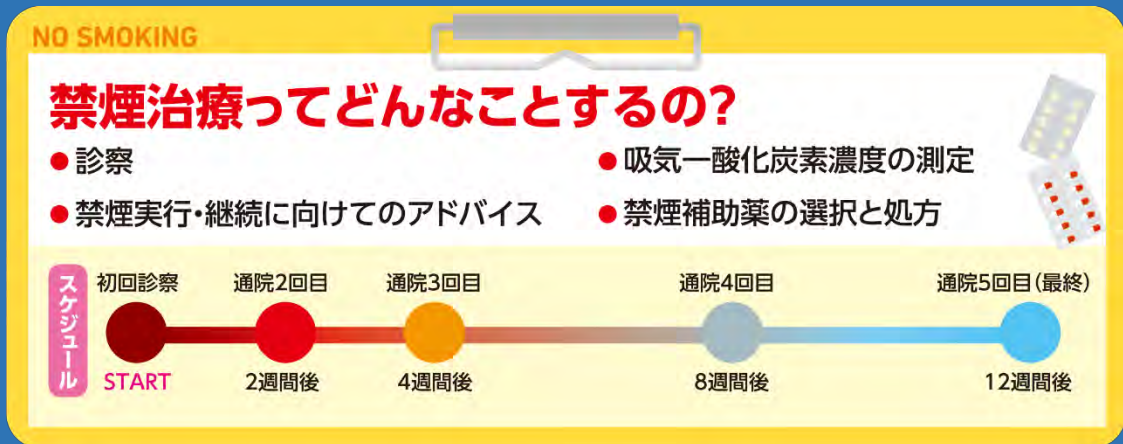 NO SMOKING
禁煙治療ってどんなことするの?
●診察
●吸気一酸化炭素濃度の測定
●禁煙実行・継続に向けてのアドバイス
●禁煙補助薬の選択と処方
スケジュール
初回診察 通院2回目 通院3回目 通院4回目 通院5回目(最終)
START 2週間後 4週間後 8週間後 12週間後